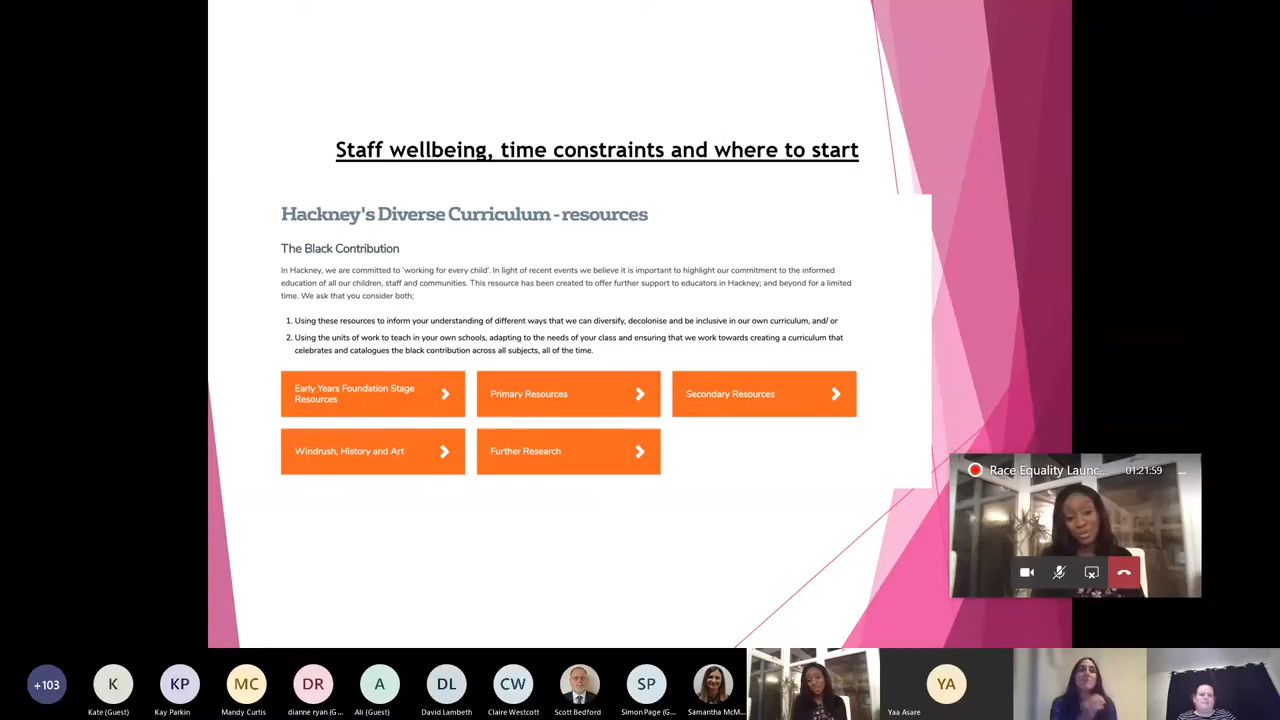 Staff wellbeing, time constraints and where to start
Hackney's Diverse Curriculum - resources
The Black Contribution
In Hackney, we are committed to 'working for every child'. In light of recent events we believe it is important to highlight our commitment to the informed
education of all our children, staff and communities. This resource has been created to offer further support to educators in Hackney; and beyond for a limited
time. We ask that you consider both;
1. Using these resources to inform your understanding of different ways that we can diversify, decolonise and be inclusive in our own curriculum, and/ or
2. Using the units of work to teach in your own schools, adapting to the needs of your class and ensuring that we work towards creating a curriculum that
celebrates and catalogues the black contribution across all subjects, all of the time.
Early Years Foundation Stage
Resources
Primary Resources
Secondary Resources
Windrush, History and Art
Further Research
Race Equality Launc...
01:21:59
+103
K
KP
MC
DR
A
DL
CW
SP
YA
Kate (Guest)
Kay Parkin
Mandy Curtis
dianne ryan (G...
Ali (Guest)
David Lambeth
Claire Westcott
Scott Bedford
Simon Page (G...
Samantha McM...
Yaa Asare